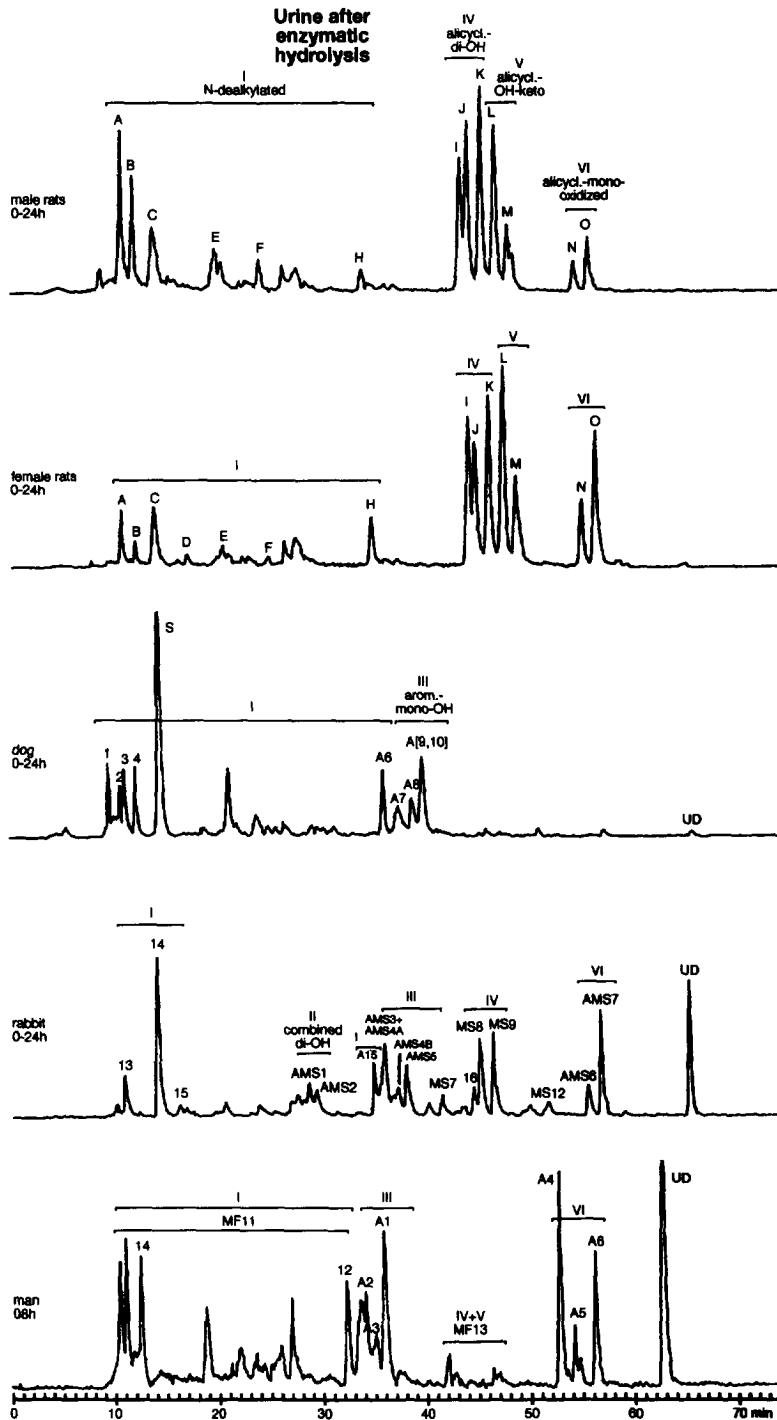 Urine after
enzymatic
hydrolysis
I
N-dealkylated
IV
alicycl.-
di-OH
V
alicycl.-
OH-keto
VI
alicycl.-mono-
oxidized
male rats
0-24h
A
B
C
E
F
H
I
J
K
L
M
N
O
female rats
0-24h
I
IV
V
VI
A
B
C
D
E
F
H
I
J
K
L
M
N
O
dog
0-24h
I
III
arom.-
mono-OH
1
2
3
4
S
A6
A7
A8
A[9,10]
UD
rabbit
0-24h
I
II
combined
di-OH
I
III
IV
VI
13
14
15
AMS1
AMS2
A15
AMS3+
AMS4A
AMS4B
AMS5
MS7
16
MS8
MS9
MS12
AMS6
AMS7
UD
man
08h
I
MF11
III
IV+V
MF13
VI
14
12
A2
A3
A1
A4
A5
A6
UD
0 10 20 30 40 50 60 70 min